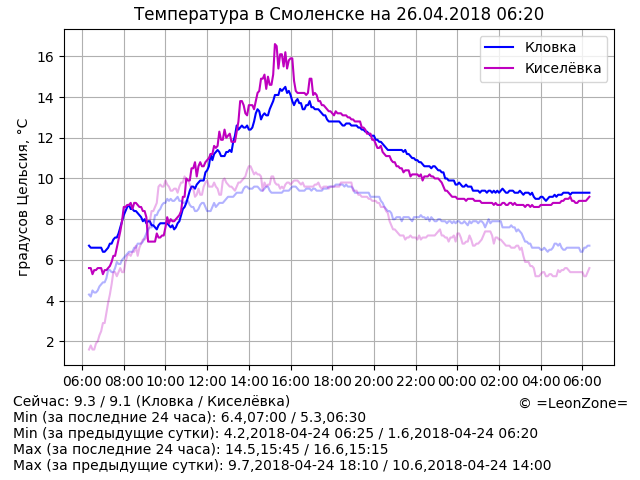 Температура в Смоленске на 26.04.2018 06:20
Кловка
Киселёвка
градусов Цельсия, °C
16
14
12
10
8
6
4
2
06:00 08:00 10:00 12:00 14:00 16:00 18:00 20:00 22:00 00:00 02:00 04:00 06:00
Сейчас: 9.3 / 9.1 (Кловка / Киселёвка)
© =LeonZone=
Min (за последние 24 часа): 6.4,07:00 / 5.3,06:30
Min (за предыдущие сутки): 4.2,2018-04-24 06:25 / 1.6,2018-04-24 06:20
Max (за последние 24 часа): 14.5,15:45 / 16.6,15:15
Max (за предыдущие сутки): 9.7,2018-04-24 18:10 / 10.6,2018-04-24 14:00